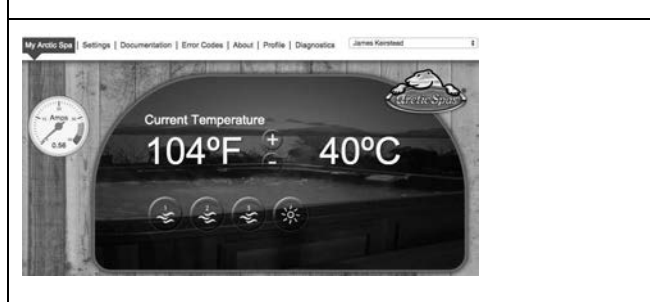 My Arctic Spa | Settings | Documentation | Error Codes | About | Profile | Diagnostics
James Keirstead
Arctic Spas
Amps
0.56
Current Temperature
104ºF + - 40ºC
1 2 3